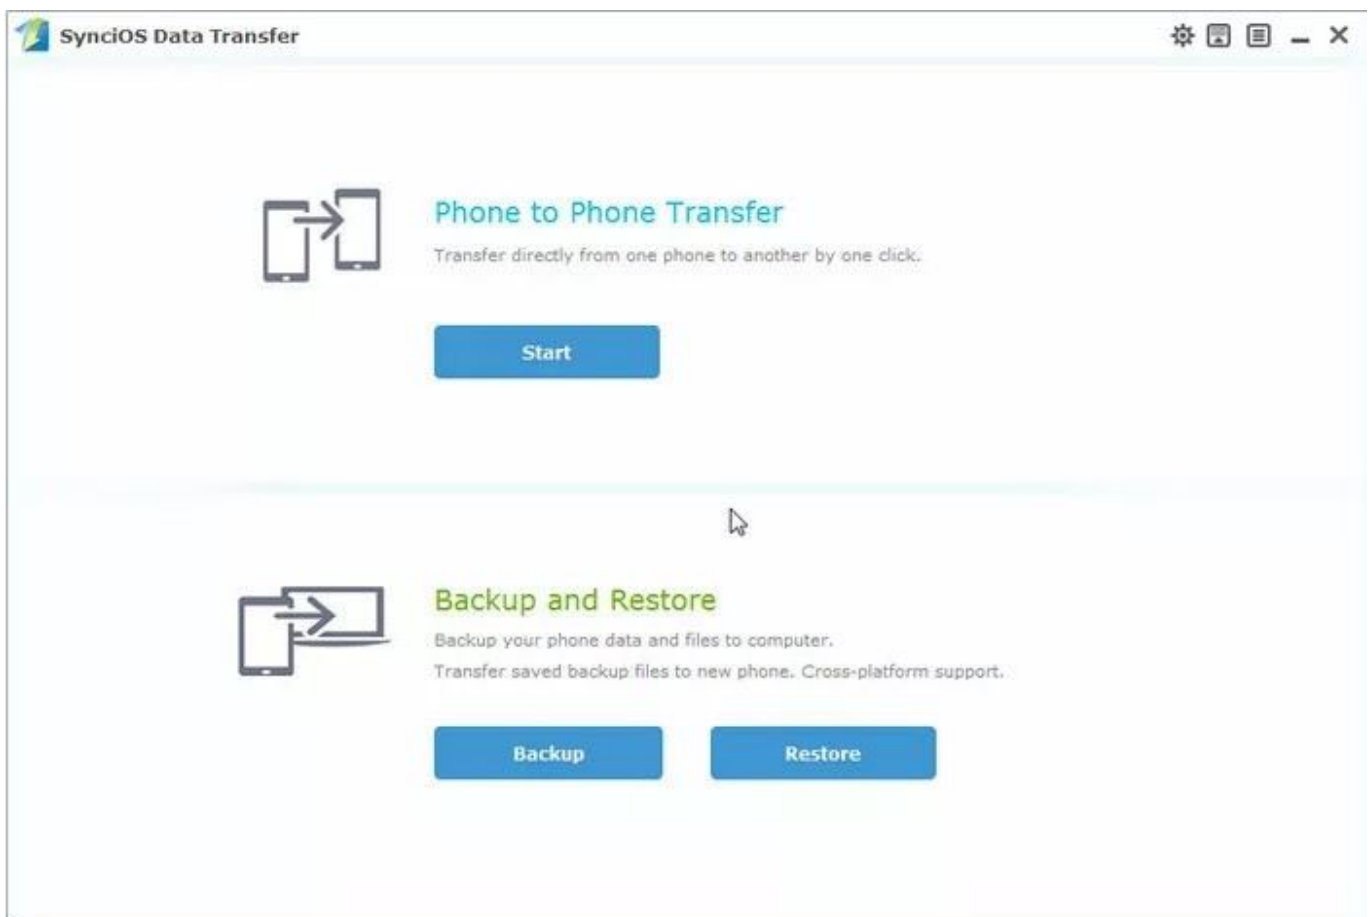 SynciOS Data Transfer
Phone to Phone Transfer
Transfer directly from one phone to another by one click.
Start
Backup and Restore
Backup your phone data and files to computer.
Transfer saved backup files to new phone. Cross-platform support.
Backup
Restore